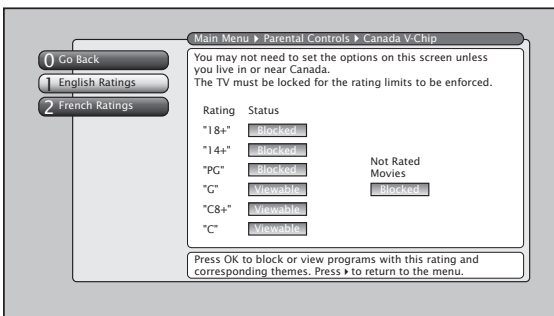 Main Menu ▸ Parental Controls ▸ Canada V-Chip
0 Go Back
1 English Ratings
2 French Ratings
You may not need to set the options on this screen unless
you live in or near Canada.
The TV must be locked for the rating limits to be enforced.
Rating Status
"18+" Blocked
"14+" Blocked
"PG" Blocked
"G" Viewable
"C8+" Viewable
"C" Viewable
Not Rated
Movies
Blocked
Press OK to block or view programs with this rating and
corresponding themes. Press ▸ to return to the menu.